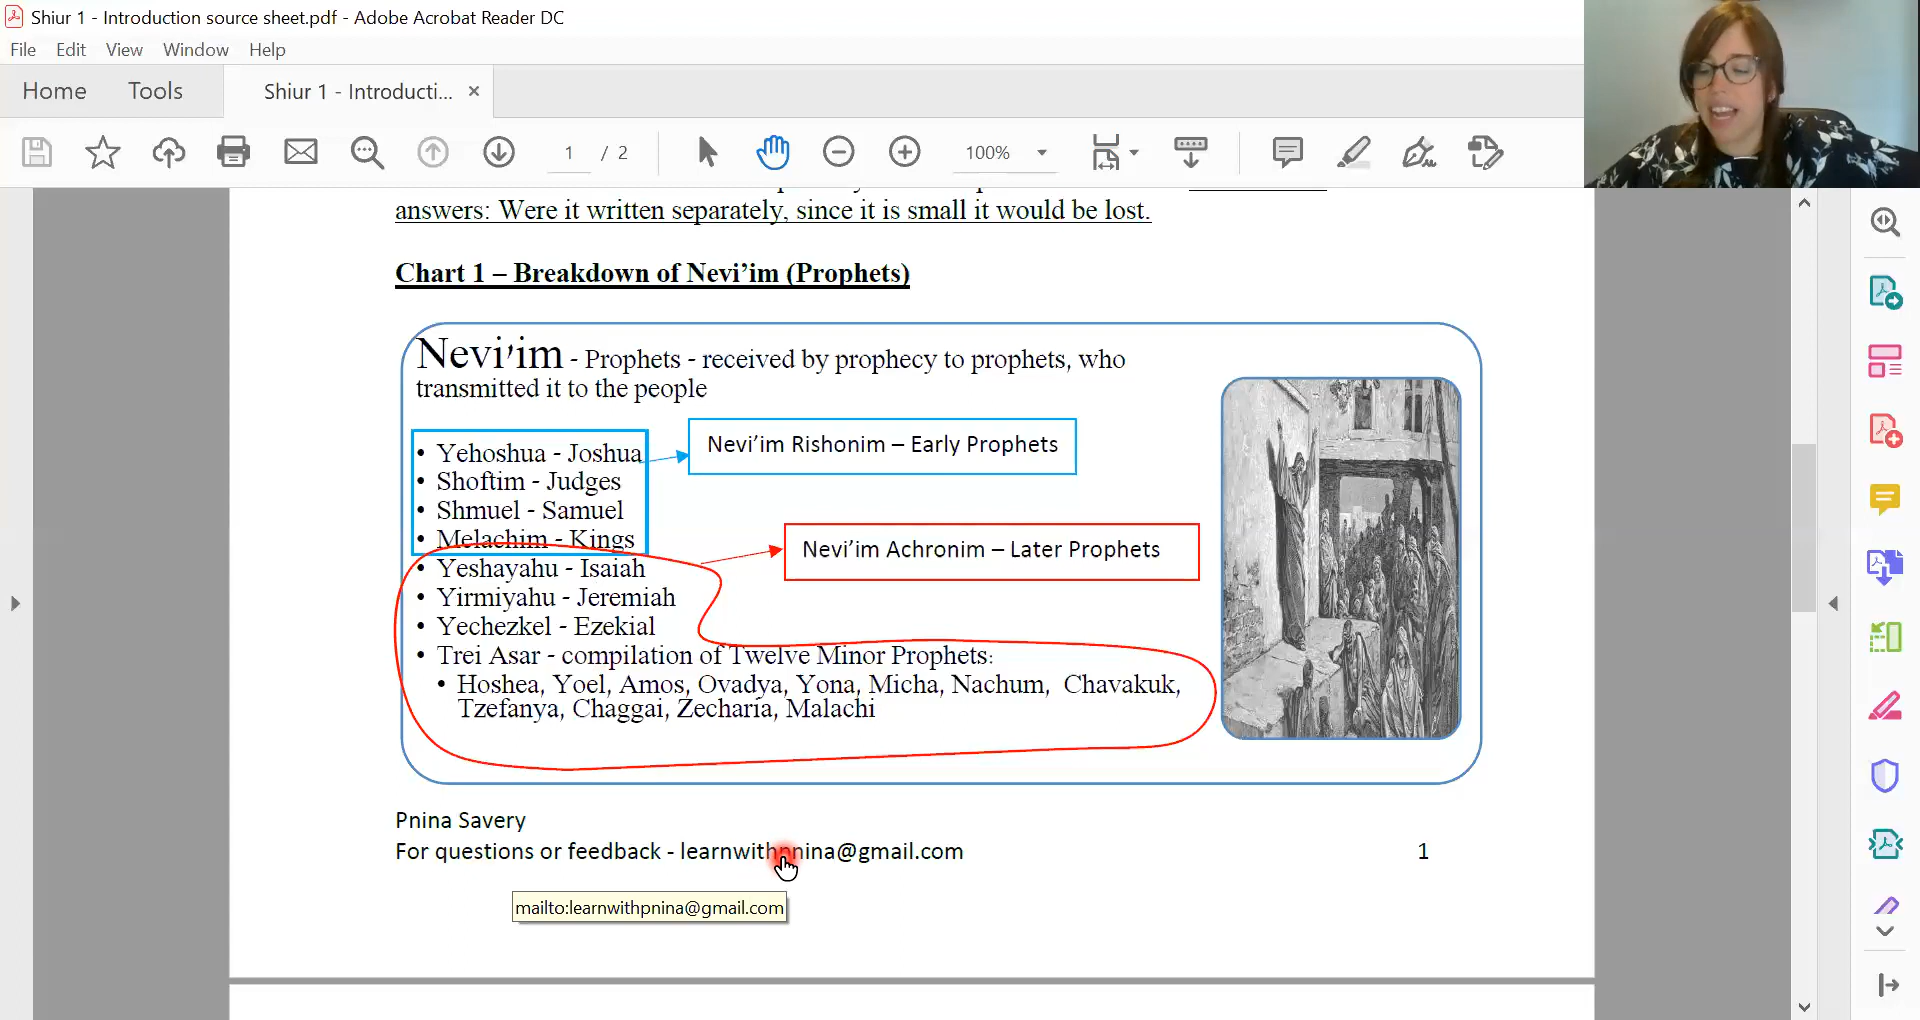 Shiur 1 - Introduction source sheet.pdf - Adobe Acrobat Reader DC
File Edit View Window Help
Home Tools Shiur 1 - Introducti... ×
1 / 2 100%
answers: Were it written separately, since it is small it would be lost.
Chart 1 – Breakdown of Nevi’im (Prophets)
Nevi'im - Prophets - received by prophecy to prophets, who
transmitted it to the people
• Yehoshua - Joshua
Nevi’im Rishonim – Early Prophets
• Shoftim - Judges
• Shmuel - Samuel
• Melachim - Kings
Nevi’im Achronim – Later Prophets
• Yeshayahu - Isaiah
• Yirmiyahu - Jeremiah
• Yechezkel - Ezekial
• Trei Asar - compilation of Twelve Minor Prophets:
• Hoshea, Yoel, Amos, Ovadya, Yona, Micha, Nachum, Chavakuk,
Tzefanya, Chaggai, Zecharia, Malachi
Pnina Savery
For questions or feedback - learnwithpnina@gmail.com 1
mailto:learnwithpnina@gmail.com